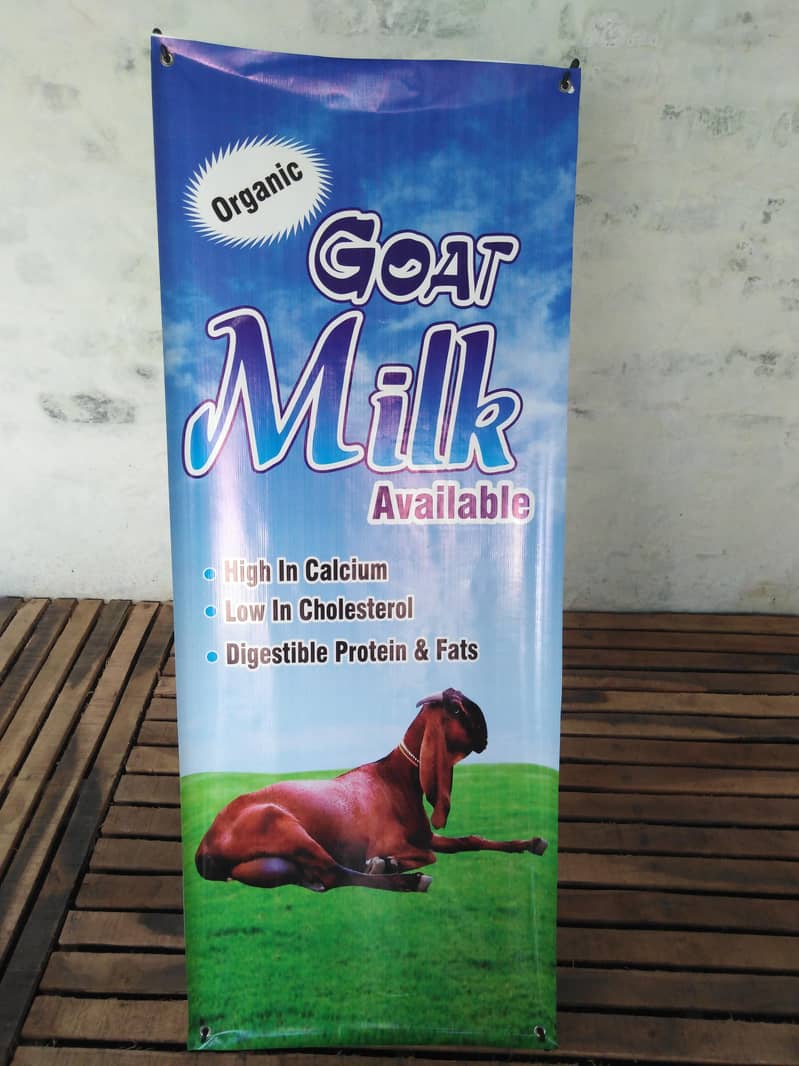 Organic
GOAT
Milk
Available
High In Calcium
Low In Cholesterol
Digestible Protein & Fats